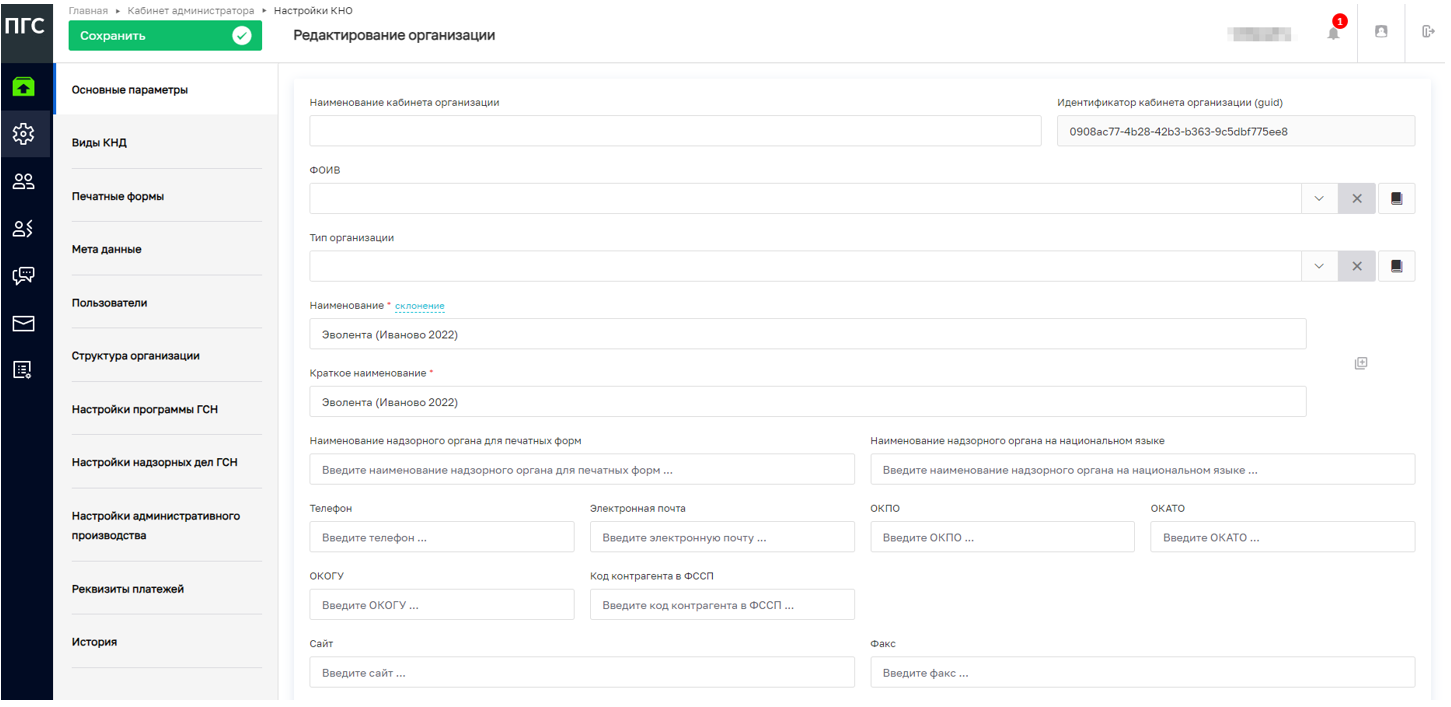 ПГС
Главная ▸ Кабинет администратора ▸ Настройки КНО
Сохранить
Редактирование организации
1
Основные параметры
Виды КНД
Печатные формы
Мета данные
Пользователи
Структура организации
Настройки программы ГСН
Настройки надзорных дел ГСН
Настройки административного
производства
Реквизиты платежей
История
Наименование кабинета организации
Идентификатор кабинета организации (guid)
0908ac77-4b28-42b3-b363-9c5dbf775ee8
ФОИВ
Тип организации
Наименование * склонение
Эволента (Иваново 2022)
Краткое наименование *
Эволента (Иваново 2022)
Наименование надзорного органа для печатных форм
Наименование надзорного органа на национальном языке
Введите наименование надзорного органа для печатных форм ...
Введите наименование надзорного органа на национальном языке ...
Телефон
Электронная почта
ОКПО
ОКАТО
Введите телефон ...
Введите электронную почту ...
Введите ОКПО ...
Введите ОКАТО ...
ОКОГУ
Код контрагента в ФССП
Введите ОКОГУ ...
Введите код контрагента в ФССП ...
Сайт
Факс
Введите сайт ...
Введите факс ...